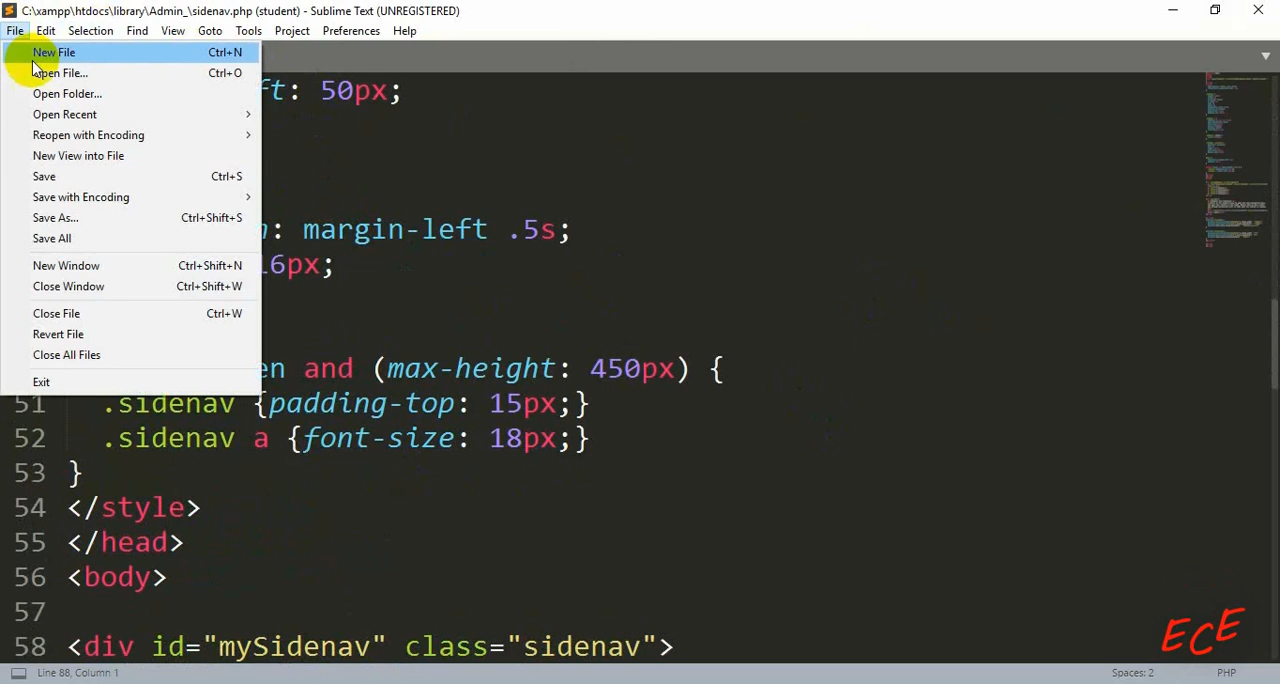 C:\xampp\htdocs\library\Admin_\sidenav.php (student) - Sublime Text (UNREGISTERED)
File Edit Selection Find View Goto Tools Project Preferences Help
New File Ctrl+N
Open File... Ctrl+O
Open Folder...
Open Recent
Reopen with Encoding
New View into File
Save Ctrl+S
Save with Encoding
Save As... Ctrl+Shift+S
Save All
New Window Ctrl+Shift+N
Close Window Ctrl+Shift+W
Close File Ctrl+W
Revert File
Close All Files
Exit
ft: 50px;
n: margin-left .5s;
16px;
en and (max-height: 450px) {
51 .sidenav {padding-top: 15px;}
52 .sidenav a {font-size: 18px;}
53 }
54 </style>
55 </head>
56 <body>
57
58 <div id="mySidenav" class="sidenav">
ECE
Line 88, Column 1 Spaces: 2 PHP